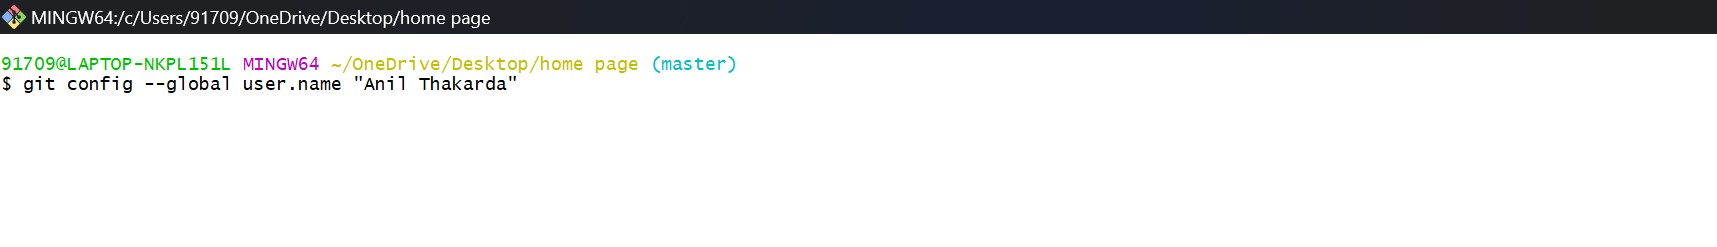 MINGW64:/c/Users/91709/OneDrive/Desktop/home page
91709@LAPTOP-NKPL151L MINGW64 ~/OneDrive/Desktop/home page (master)
$ git config --global user.name "Anil Thakarda"